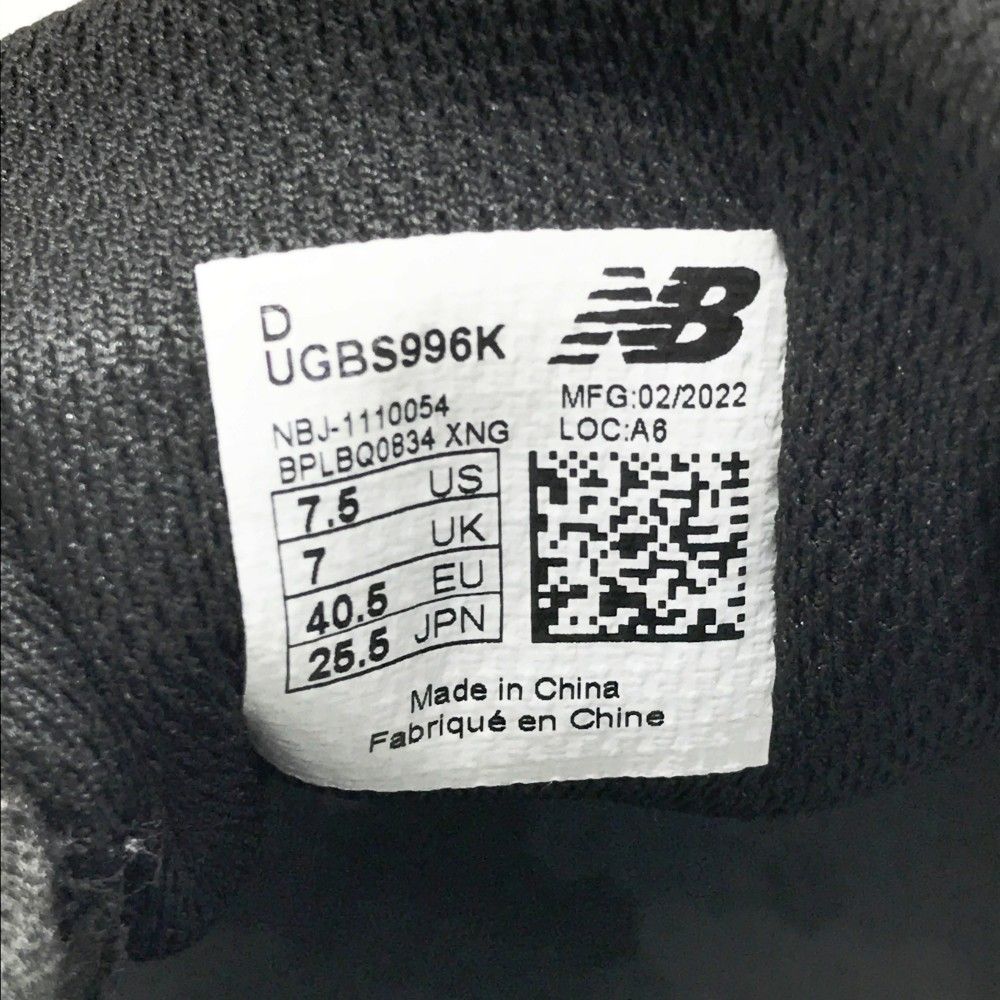 D
UGBS996K
NB
NBJ-1110054
BPLBQ0834 XNG
MFG:02/2022
LOC:A6
7.5 US
7 UK
40.5 EU
25.5 JPN
Made in China
Fabriqué en Chine